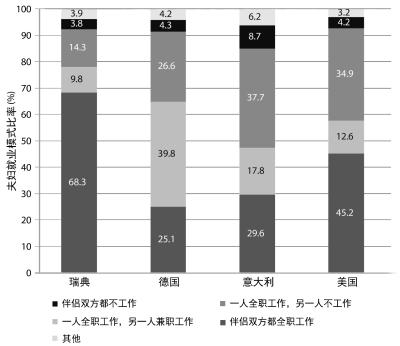 夫妇就业模式比率(%)
100
90
80
70
60
50
40
30
20
10
0
3.9 4.2 6.2 3.2
3.8 4.3 8.7 4.2
14.3 26.6 37.7 34.9
9.8 39.8 17.8 12.6
68.3 25.1 29.6 45.2
瑞典 德国 意大利 美国
伴侣双方都不工作 一人全职工作，另一人不工作
一人全职工作，另一人兼职工作 伴侣双方都全职工作
其他